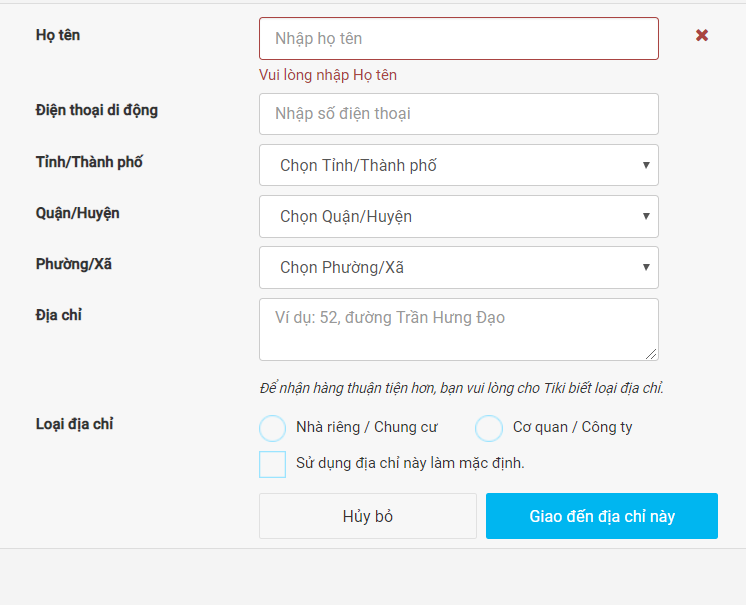 Họ tên
Nhập họ tên
Vui lòng nhập Họ tên
Điện thoại di động
Nhập số điện thoại
Tỉnh/Thành phố
Chọn Tỉnh/Thành phố
Quận/Huyện
Chọn Quận/Huyện
Phường/Xã
Chọn Phường/Xã
Địa chỉ
Ví dụ: 52, đường Trần Hưng Đạo
Để nhận hàng thuận tiện hơn, bạn vui lòng cho Tiki biết loại địa chỉ.
Loại địa chỉ
Nhà riêng / Chung cư
Cơ quan / Công ty
Sử dụng địa chỉ này làm mặc định.
Hủy bỏ
Giao đến địa chỉ này